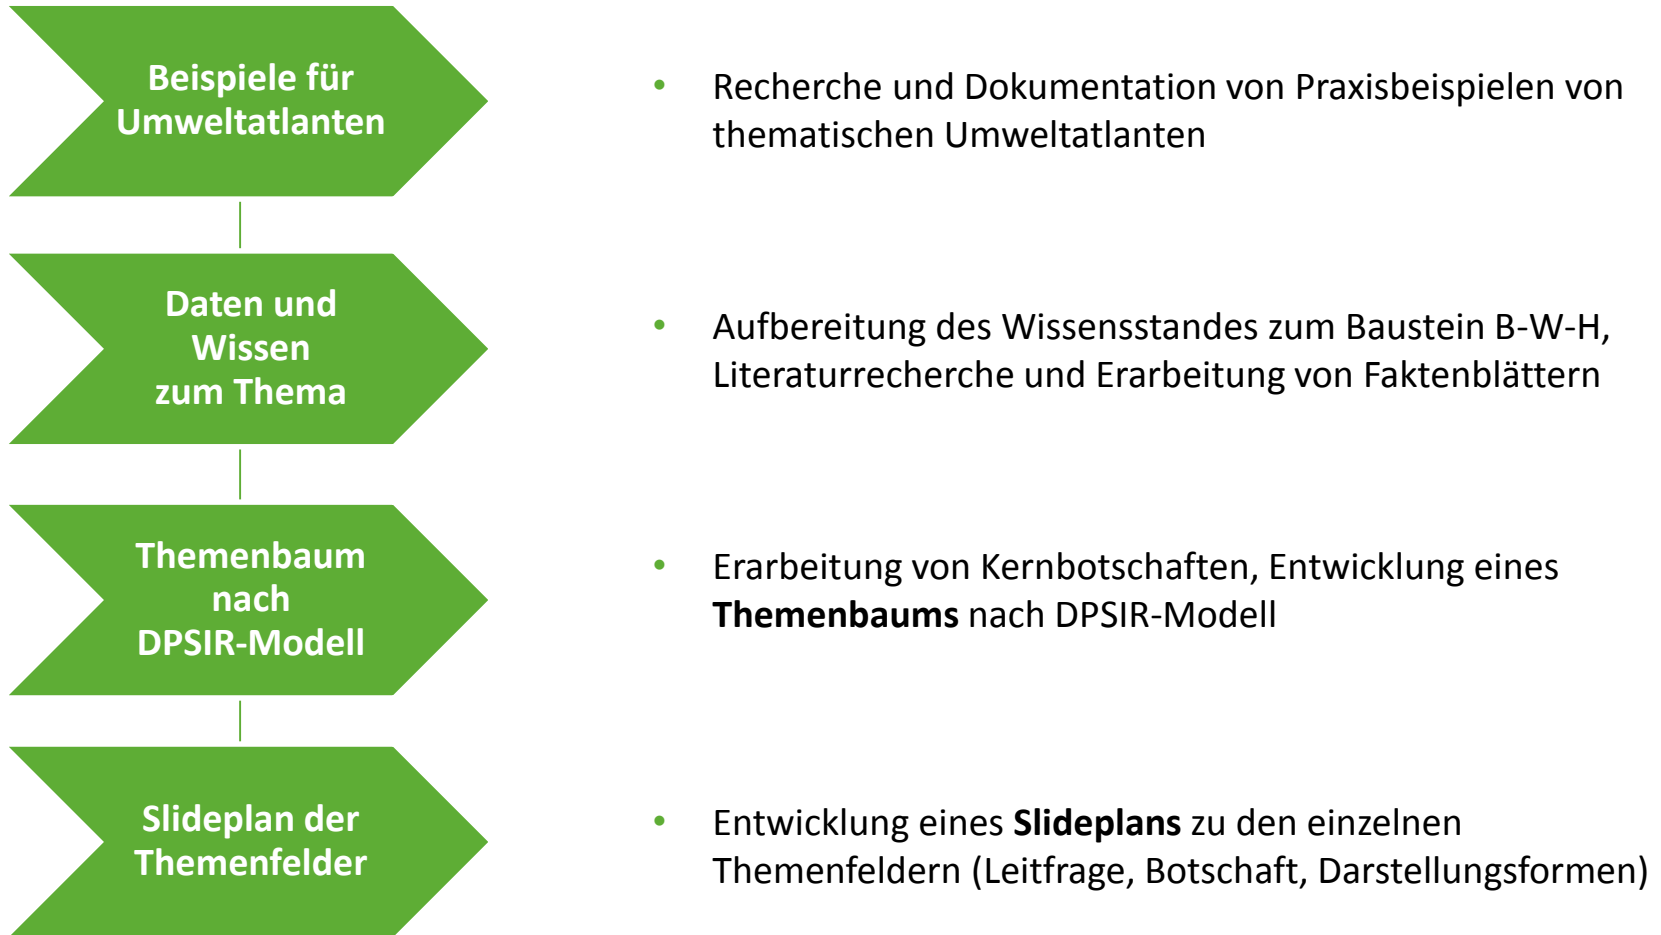 Beispiele für
Umweltatlanten
• Recherche und Dokumentation von Praxisbeispielen von
thematischen Umweltatlanten
Daten und
Wissen
zum Thema
• Aufbereitung des Wissensstandes zum Baustein B-W-H,
Literaturrecherche und Erarbeitung von Faktenblättern
Themenbaum
nach
DPSIR-Modell
• Erarbeitung von Kernbotschaften, Entwicklung eines
Themenbaums nach DPSIR-Modell
Slideplan der
Themenfelder
• Entwicklung eines Slideplans zu den einzelnen
Themenfeldern (Leitfrage, Botschaft, Darstellungsformen)